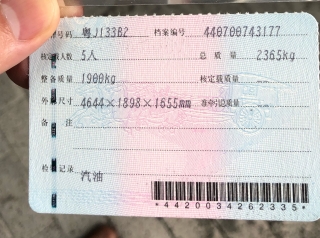 号码号 粤J133B2 档案编号 440700743177
核定载人数 5人 总质量 2365kg
整备质量 1900kg 核定载质量
外廓尺寸 4644×1898×1655mm 准牵引总质量
备注
检验记录 汽油
*4420034262335*